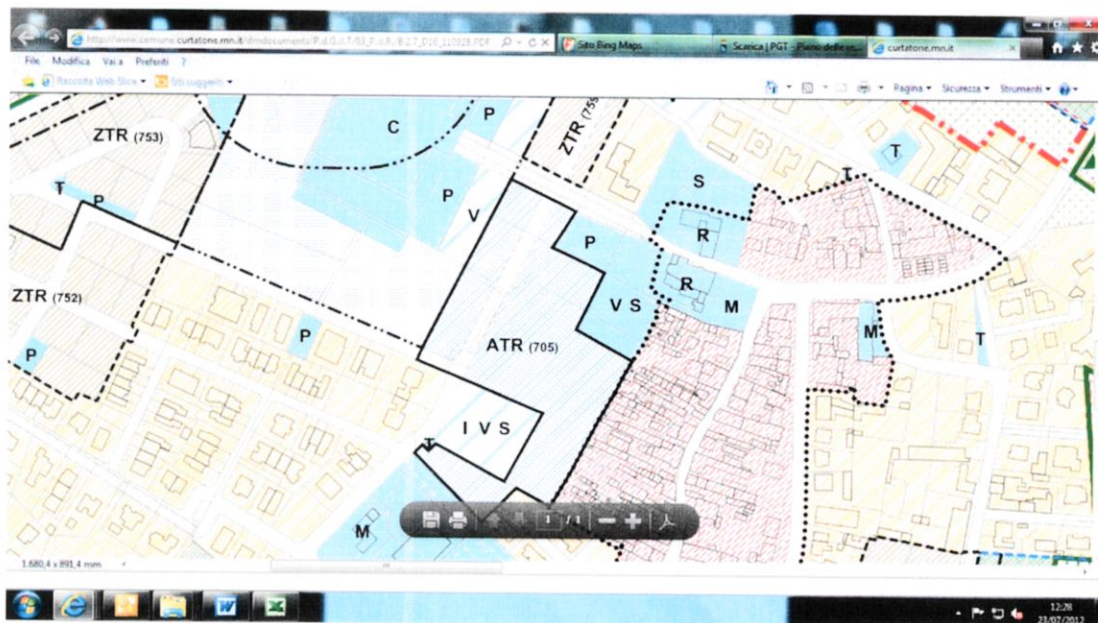 Sito Bing Maps
Scarica | PGT - Piano delle re...
curtatone.mn.it
File Modifica Vai a Preferiti ?
Raccolta Web Slice
Siti suggeriti
Pagina Sicurezza Strumenti
ZTR (753)
C
P
ZTR
T
S
T
T
P
P
V
P
R
ZTR (752)
R
V S
M
M
T
P
P
ATR (705)
I V S
T
M
1 / 1
1.680,4 x 891,4 mm
12:28
23/07/2012